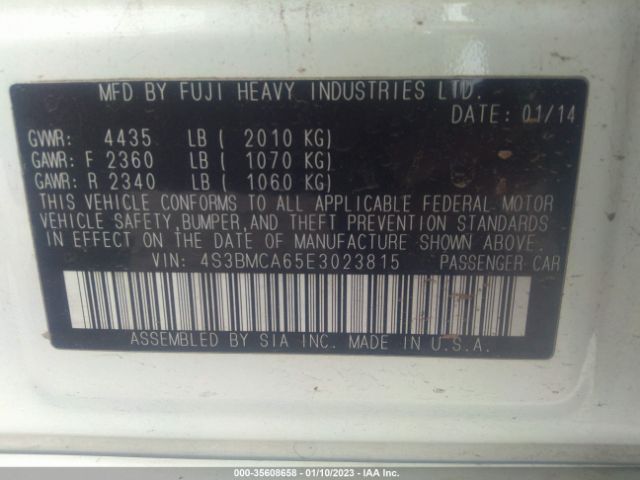 MFD BY FUJI HEAVY INDUSTRIES LTD.
DATE: 01/14
GVWR: 4435 LB ( 2010 KG)
GAWR: F 2360 LB ( 1070 KG)
GAWR: R 2340 LB ( 1060 KG)
THIS VEHICLE CONFORMS TO ALL APPLICABLE FEDERAL MOTOR
VEHICLE SAFETY,BUMPER,AND THEFT PREVENTION STANDARDS
IN EFFECT ON THE DATE OF MANUFACTURE SHOWN ABOVE.
VIN: 4S3BMCA65E3023815 PASSENGER CAR
ASSEMBLED BY SIA INC. MADE IN U.S.A.
000-35608658 - 01/10/2023 - IAA Inc.